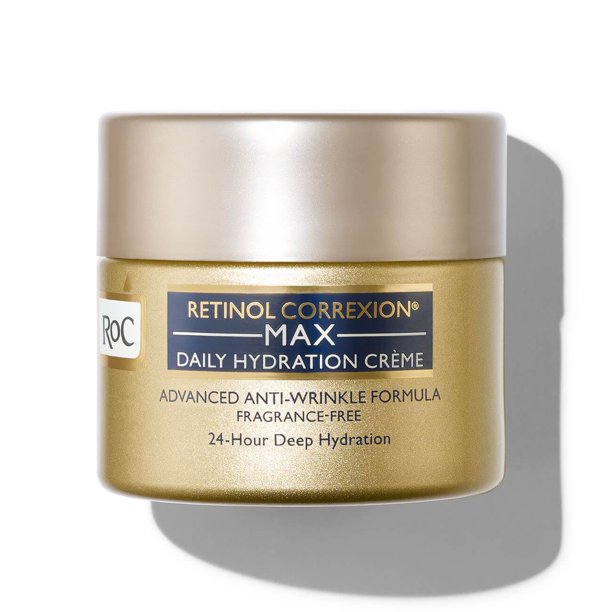 RoC
RETINOL CORREXION®
MAX
DAILY HYDRATION CRÈME
ADVANCED ANTI-WRINKLE FORMULA
FRAGRANCE-FREE
24-Hour Deep Hydration